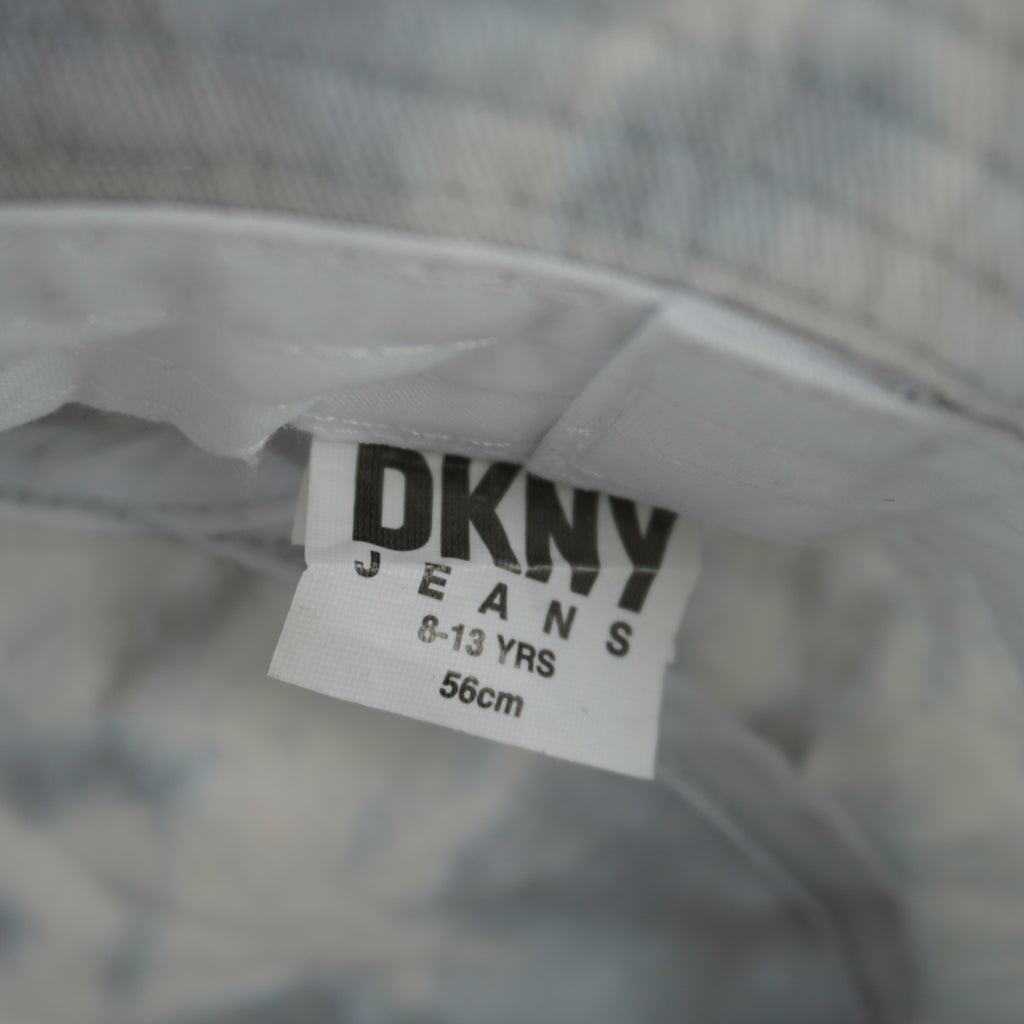 DKNY
JEANS
8-13 YRS
56cm